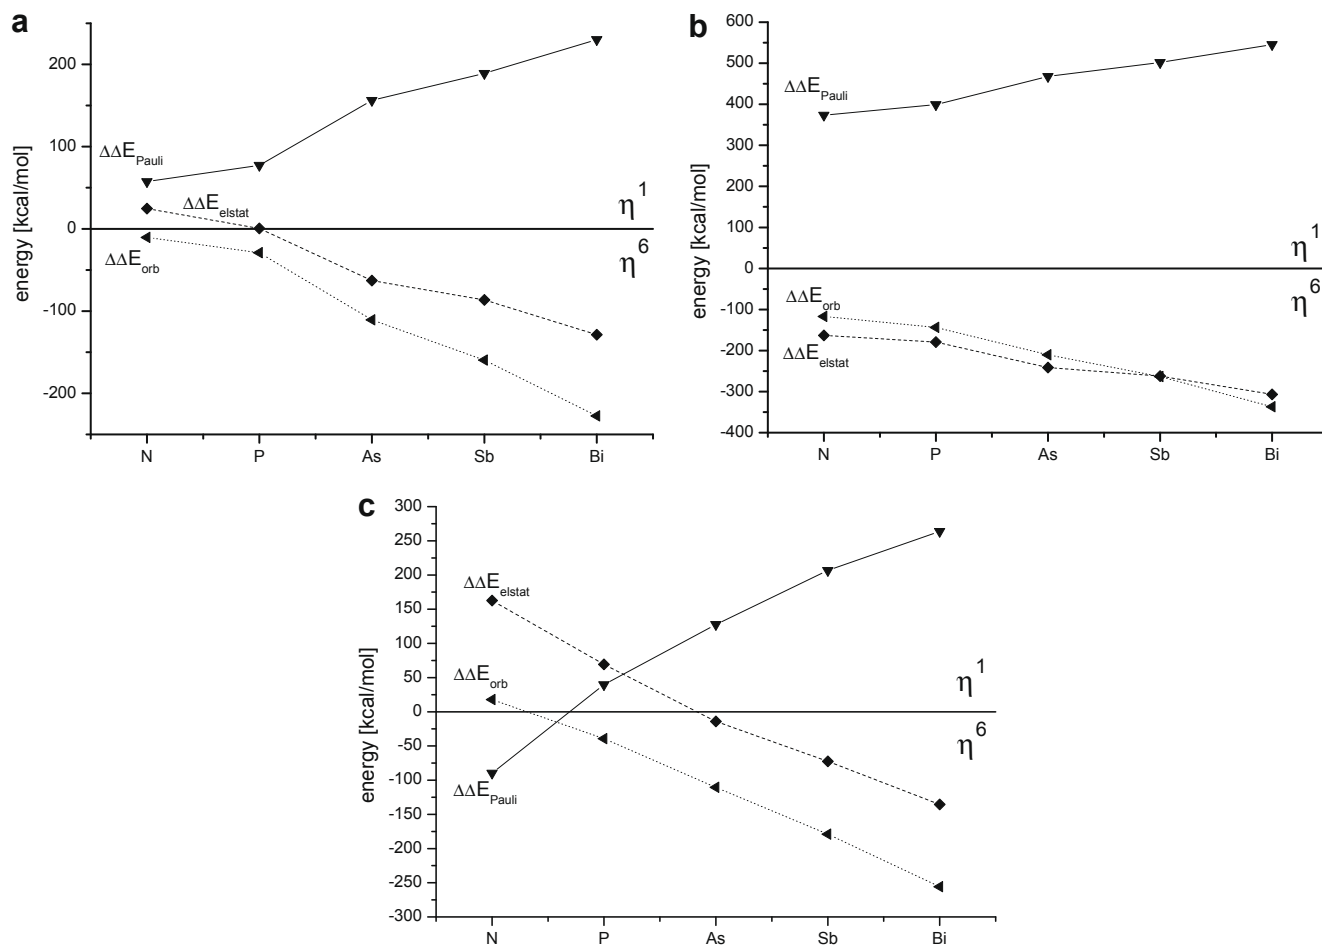 a
energy [kcal/mol]
200
100
0
-100
-200
ΔΔE_Pauli
ΔΔE_elstat
ΔΔE_orb
η^1
η^6
N P As Sb Bi
b
energy [kcal/mol]
600
500
400
300
200
100
0
-100
-200
-300
-400
ΔΔE_Pauli
η^1
η^6
ΔΔE_orb
ΔΔE_elstat
N P As Sb Bi
c
energy [kcal/mol]
300
250
200
150
100
50
0
-50
-100
-150
-200
-250
-300
ΔΔE_elstat
ΔΔE_orb
η^1
η^6
ΔΔE_Pauli
N P As Sb Bi